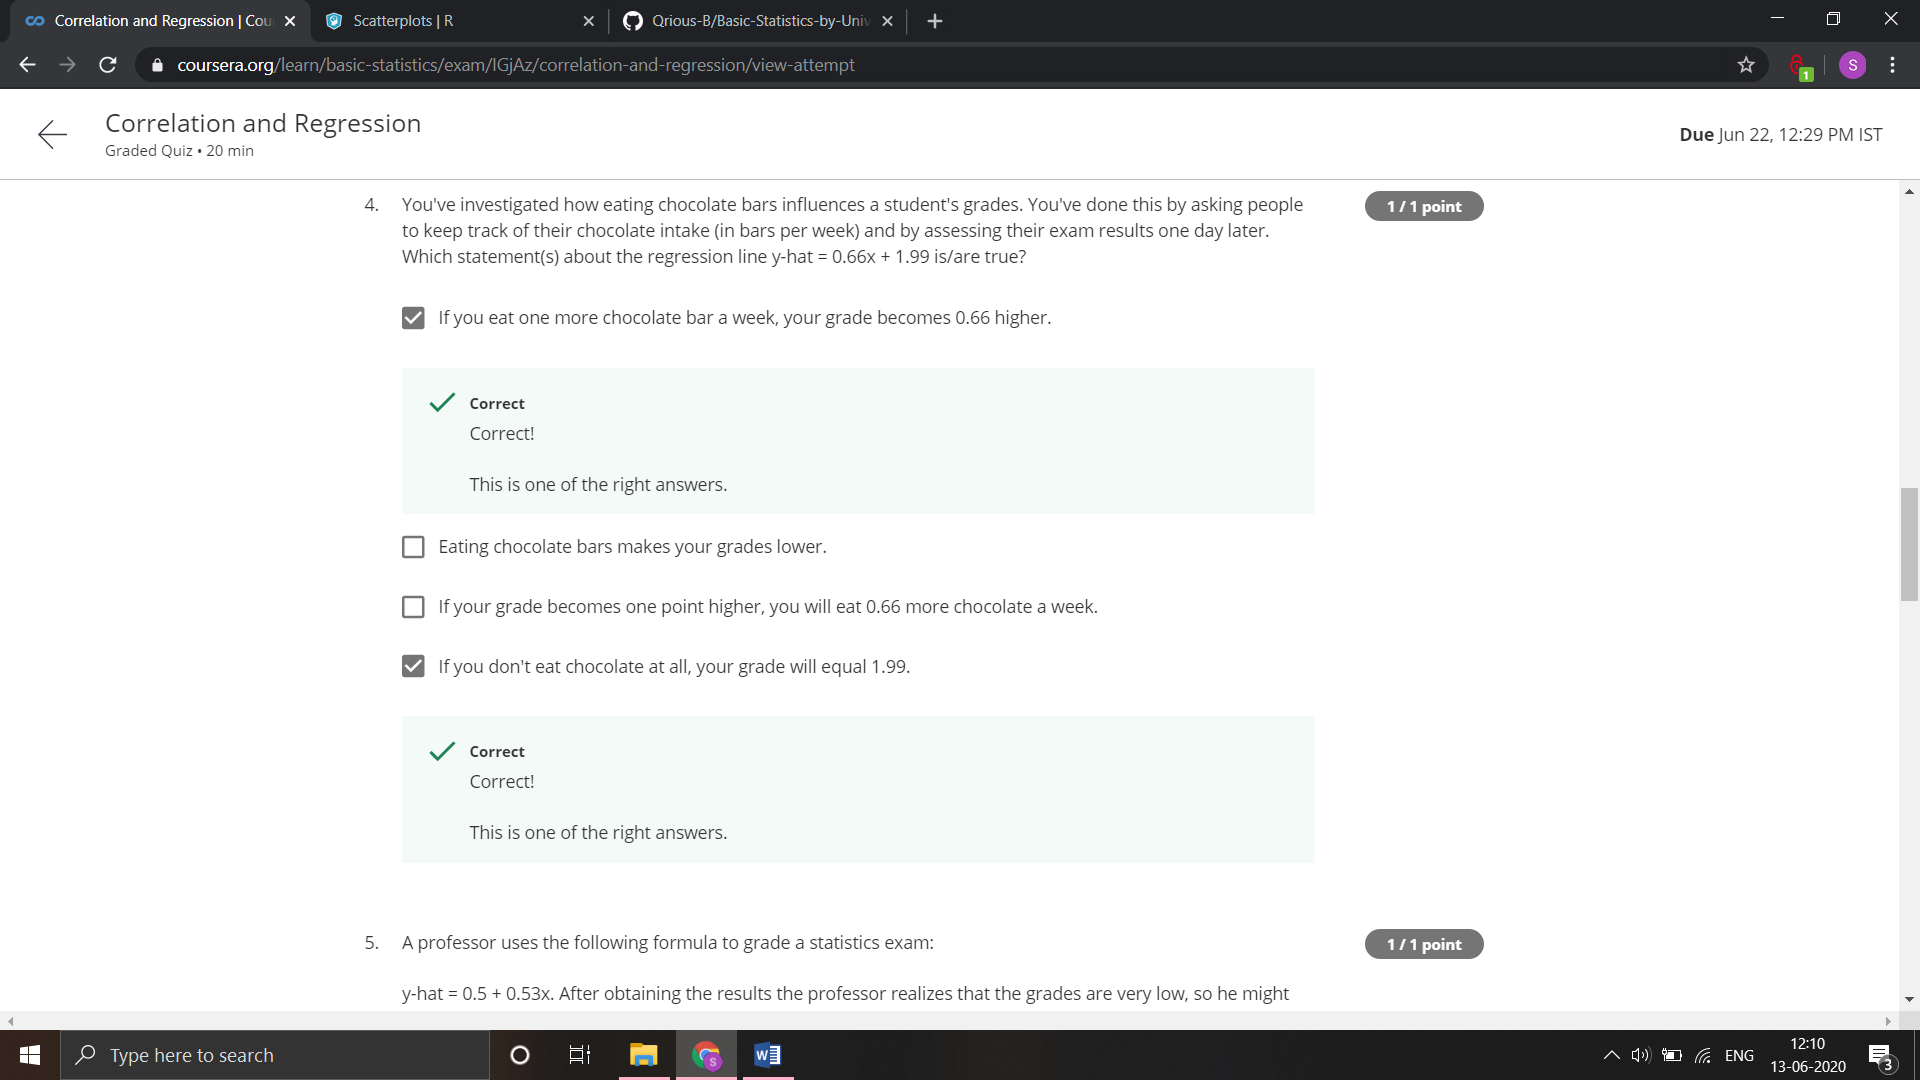 Correlation and Regression | Cou
Scatterplots | R
Qrious-B/Basic-Statistics-by-Univ
coursera.org/learn/basic-statistics/exam/IGjAz/correlation-and-regression/view-attempt
1
S
Correlation and Regression
Graded Quiz • 20 min
Due Jun 22, 12:29 PM IST
4. You've investigated how eating chocolate bars influences a student's grades. You've done this by asking people
to keep track of their chocolate intake (in bars per week) and by assessing their exam results one day later.
Which statement(s) about the regression line y-hat = 0.66x + 1.99 is/are true?
1 / 1 point
If you eat one more chocolate bar a week, your grade becomes 0.66 higher.
Correct
Correct!
This is one of the right answers.
Eating chocolate bars makes your grades lower.
If your grade becomes one point higher, you will eat 0.66 more chocolate a week.
If you don't eat chocolate at all, your grade will equal 1.99.
Correct
Correct!
This is one of the right answers.
5. A professor uses the following formula to grade a statistics exam:
1 / 1 point
y-hat = 0.5 + 0.53x. After obtaining the results the professor realizes that the grades are very low, so he might
Type here to search
S
W
ENG
12:10
13-06-2020
3